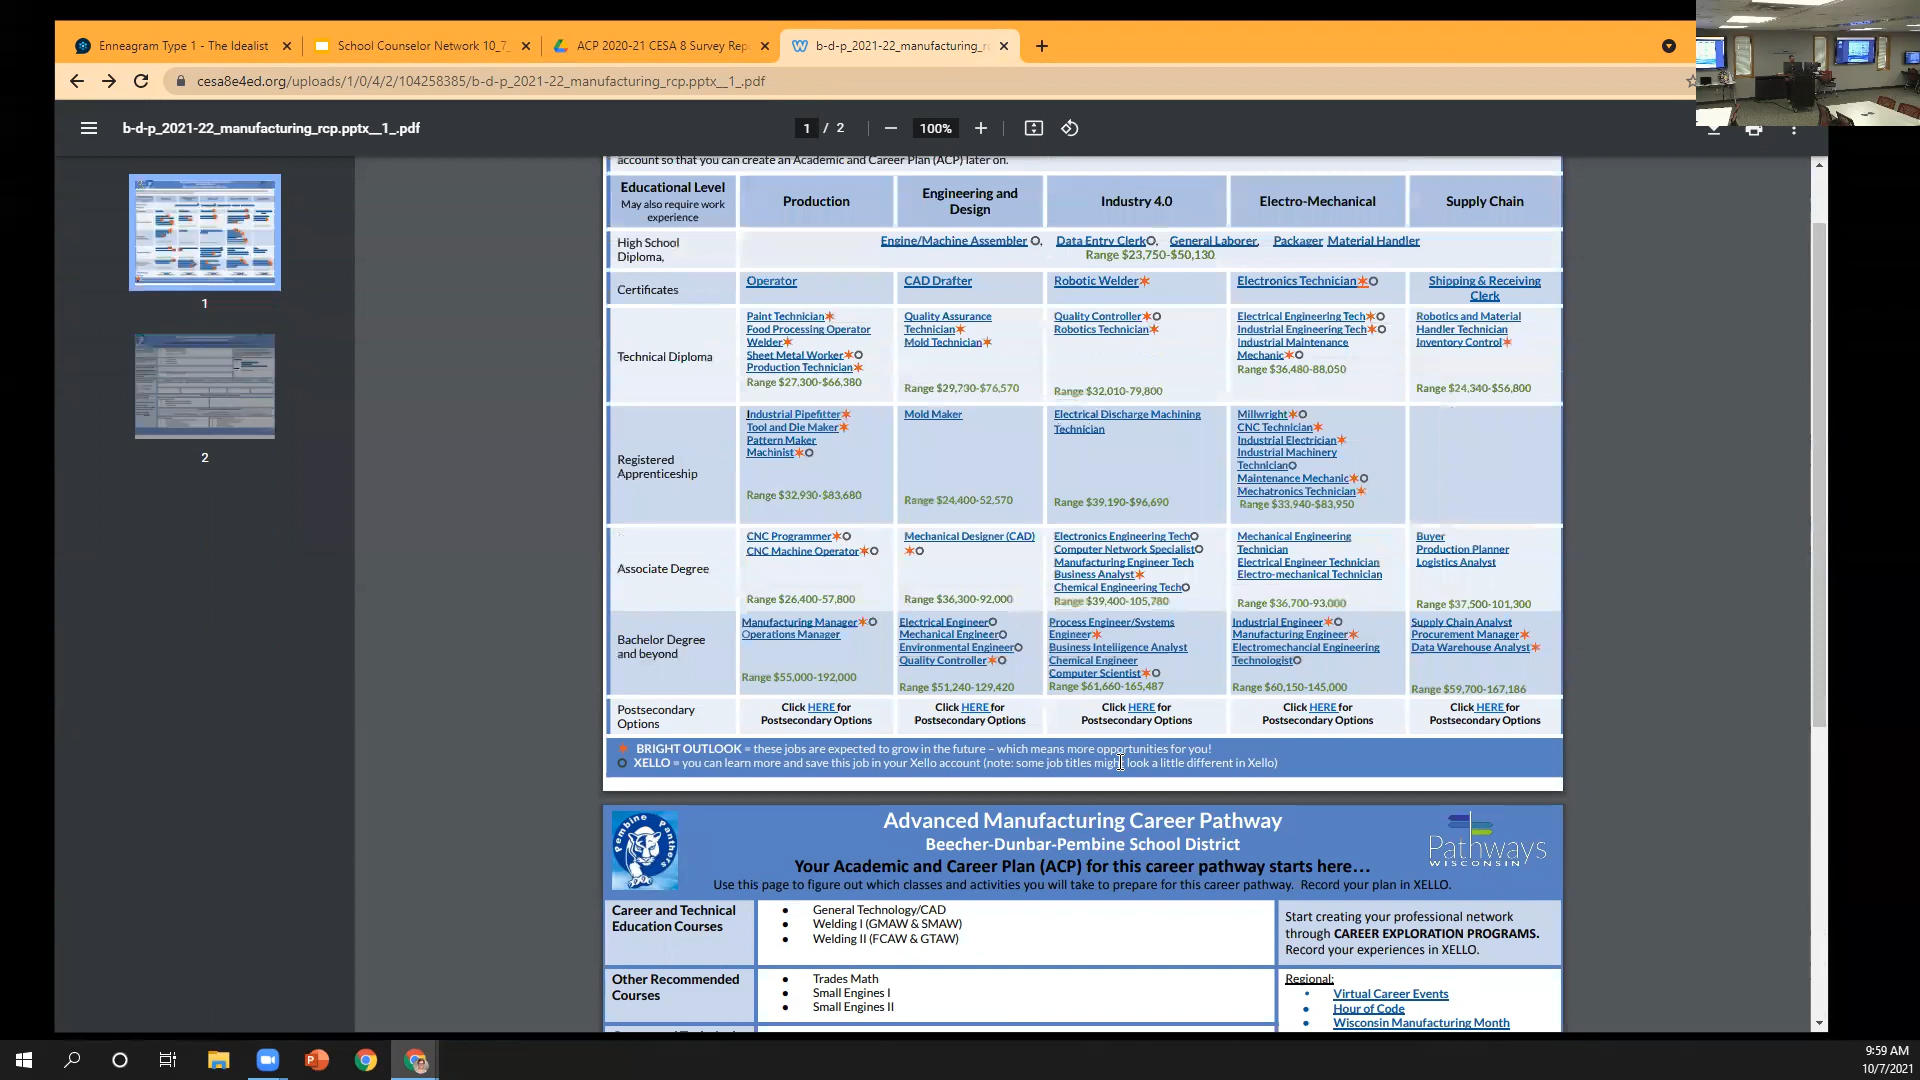 Enneagram Type 1 - The Idealist
School Counselor Network 10_7_
ACP 2020-21 CESA 8 Survey Rep
b-d-p_2021-22_manufacturing_r
cesa8e4ed.org/uploads/1/0/4/2/104258385/b-d-p_2021-22_manufacturing_rcp.pptx__1_.pdf
b-d-p_2021-22_manufacturing_rcp.pptx__1_.pdf
1 / 2
100%
1
2
account so that you can create an Academic and Career Plan (ACP) later on.
Educational Level
May also require work
experience
Production
Engineering and
Design
Industry 4.0
Electro-Mechanical
Supply Chain
High School
Diploma,
Engine/Machine Assembler O, Data Entry ClerkO, General Laborer, Packager Material Handler
Range $23,750-$50,130
Certificates
Operator
CAD Drafter
Robotic Welder✶
Electronics Technician✶O
Shipping & Receiving
Clerk
Technical Diploma
Paint Technician✶
Food Processing Operator
Welder✶
Sheet Metal Worker✶O
Production Technician✶
Range $27,300-$66,380
Quality Assurance
Technician✶
Mold Technician✶
Range $29,730-$76,570
Quality Controller✶O
Robotics Technician✶
Range $32,010-79,800
Electrical Engineering Tech✶O
Industrial Engineering Tech✶O
Industrial Maintenance
Mechanic✶O
Range $36,480-88,050
Robotics and Material
Handler Technician
Inventory Control✶
Range $24,340-$56,800
Registered
Apprenticeship
Industrial Pipefitter✶
Tool and Die Maker✶
Pattern Maker
Machinist✶O
Range $32,930-$83,680
Mold Maker
Range $24,400-52,570
Electrical Discharge Machining
Technician
Range $39,190-$96,690
Millwright✶O
CNC Technician✶
Industrial Electrician✶
Industrial Machinery
TechnicianO
Maintenance Mechanic✶O
Mechatronics Technician✶
Range $33,940-$83,950
Associate Degree
CNC Programmer✶O
CNC Machine Operator✶O
Range $26,400-57,800
Mechanical Designer (CAD)
✶O
Range $36,300-92,000
Electronics Engineering TechO
Computer Network SpecialistO
Manufacturing Engineer Tech
Business Analyst✶
Chemical Engineering TechO
Range $39,400-105,780
Mechanical Engineering
Technician
Electrical Engineer Technician
Electro-mechanical Technician
Range $36,700-93,000
Buyer
Production Planner
Logistics Analyst
Range $37,500-101,300
Bachelor Degree
and beyond
Manufacturing Manager✶O
Operations Manager
Range $55,000-192,000
Electrical EngineerO
Mechanical EngineerO
Environmental EngineerO
Quality Controller✶O
Range $51,240-129,420
Process Engineer/Systems
Engineer✶
Business Intelligence Analyst
Chemical Engineer
Computer Scientist✶O
Range $61,660-165,487
Industrial Engineer✶O
Manufacturing Engineer✶
Electromechancial Engineering
TechnologistO
Range $60,150-145,000
Supply Chain Analyst
Procurement Manager✶
Data Warehouse Analyst✶
Range $59,700-167,186
Postsecondary
Options
Click HERE for
Postsecondary Options
Click HERE for
Postsecondary Options
Click HERE for
Postsecondary Options
Click HERE for
Postsecondary Options
Click HERE for
Postsecondary Options
✶ BRIGHT OUTLOOK = these jobs are expected to grow in the future – which means more opportunities for you!
O XELLO = you can learn more and save this job in your Xello account (note: some job titles might look a little different in Xello)
Pembine Panthers
Advanced Manufacturing Career Pathway
Beecher-Dunbar-Pembine School District
Your Academic and Career Plan (ACP) for this career pathway starts here…
Use this page to figure out which classes and activities you will take to prepare for this career pathway. Record your plan in XELLO.
Pathways
WISCONSIN
Career and Technical
Education Courses
● General Technology/CAD
● Welding I (GMAW & SMAW)
● Welding II (FCAW & GTAW)
Start creating your professional network
through CAREER EXPLORATION PROGRAMS.
Record your experiences in XELLO.
Other Recommended
Courses
● Trades Math
● Small Engines I
● Small Engines II
Regional:
• Virtual Career Events
• Hour of Code
• Wisconsin Manufacturing Month
9:59 AM
10/7/2021